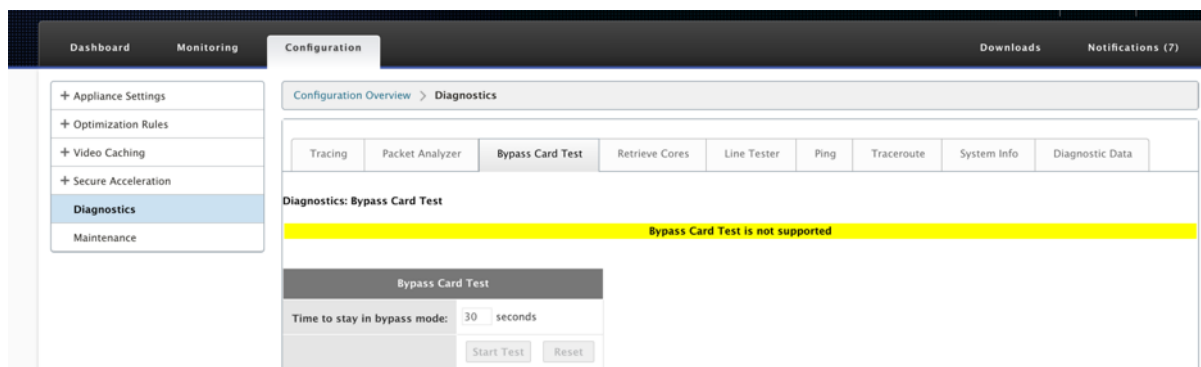 Dashboard Monitoring Configuration Downloads Notifications (7)
+ Appliance Settings
+ Optimization Rules
+ Video Caching
+ Secure Acceleration
Diagnostics
Maintenance
Configuration Overview > Diagnostics
Tracing Packet Analyzer Bypass Card Test Retrieve Cores Line Tester Ping Traceroute System Info Diagnostic Data
Diagnostics: Bypass Card Test
Bypass Card Test is not supported
Bypass Card Test
Time to stay in bypass mode: 30 seconds
Start Test Reset